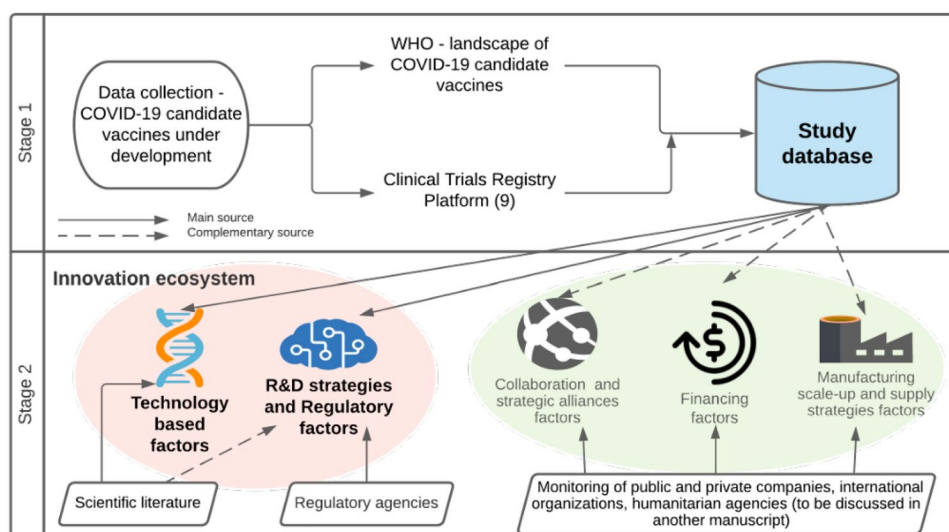 Stage 1
Data collection -
COVID-19 candidate
vaccines under
development
WHO - landscape of
COVID-19 candidate
vaccines
Clinical Trials Registry
Platform (9)
Study
database
Main source
Complementary source
Stage 2
Innovation ecosystem
Technology
based
factors
R&D strategies
and Regulatory
factors
Collaboration and
strategic alliances
factors
Financing
factors
Manufacturing
scale-up and supply
strategies factors
Scientific literature
Regulatory agencies
Monitoring of public and private companies, international
organizations, humanitarian agencies (to be discussed in
another manuscript)